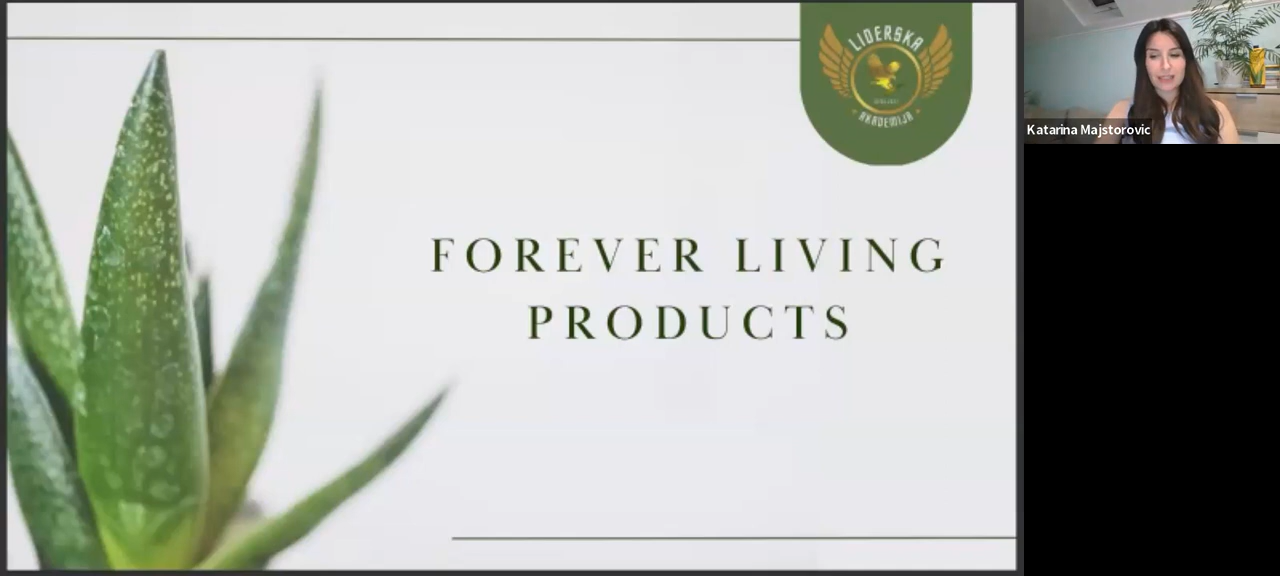 LIDERSKA
AKADEMIJA
FOREVER LIVING
PRODUCTS
Katarina Majstorovic